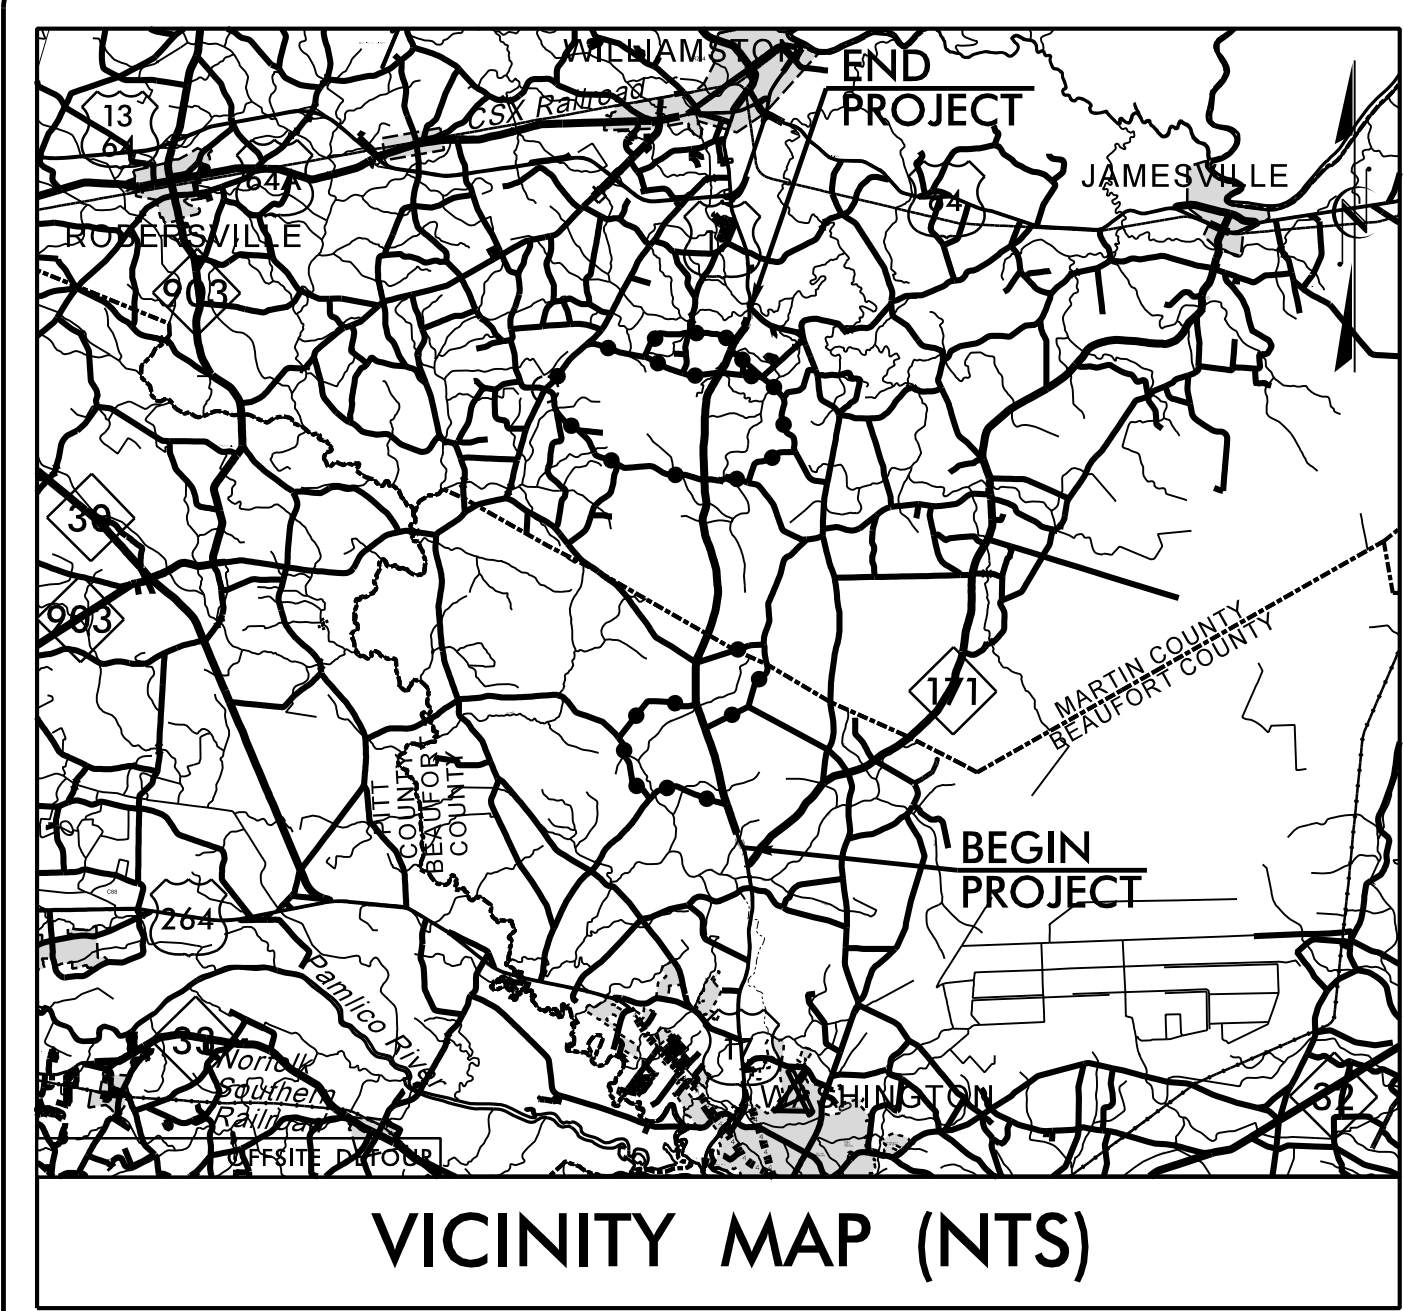 WILLIAMSTON
END
PROJECT
CSX Railroad
13
64
64A
64
JAMESVILLE
ROBERSVILLE
903
30
903
MARTIN COUNTY
BEAUFORT COUNTY
171
PITT
COUNTY
BEAUFORT
COUNTY
BEGIN
PROJECT
264
Pamlico River
33
Norfolk
Southern
Railroad
17
WASHINGTON
32
OFFSITE DETOUR
VICINITY MAP (NTS)